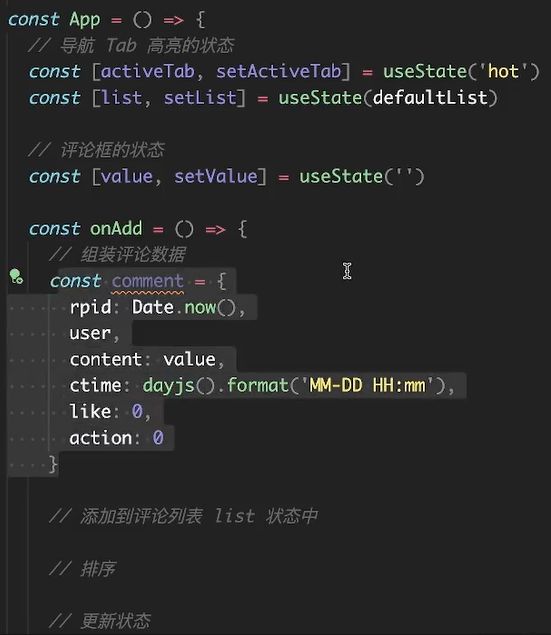 const App = () => {
// 导航 Tab 高亮的状态
const [activeTab, setActiveTab] = useState('hot')
const [list, setList] = useState(defaultList)
// 评论框的状态
const [value, setValue] = useState('')
const onAdd = () => {
// 组装评论数据
const comment = {
rpid: Date.now(),
user,
content: value,
ctime: dayjs().format('MM-DD HH:mm'),
like: 0,
action: 0
}
// 添加到评论列表 list 状态中
// 排序
// 更新状态